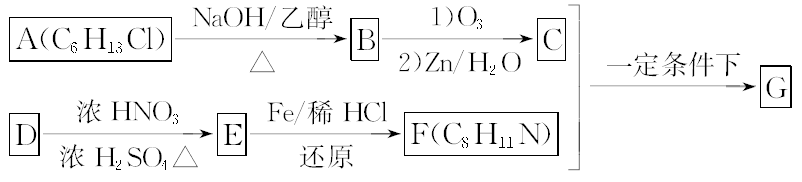 A(C₆H₁₃Cl) NaOH/乙醇 △ B 1)O₃ 2)Zn/H₂O C
一定条件下 G
D 浓 HNO₃ 浓 H₂SO₄△ E Fe/稀 HCl 还原 F(C₈H₁₁N)